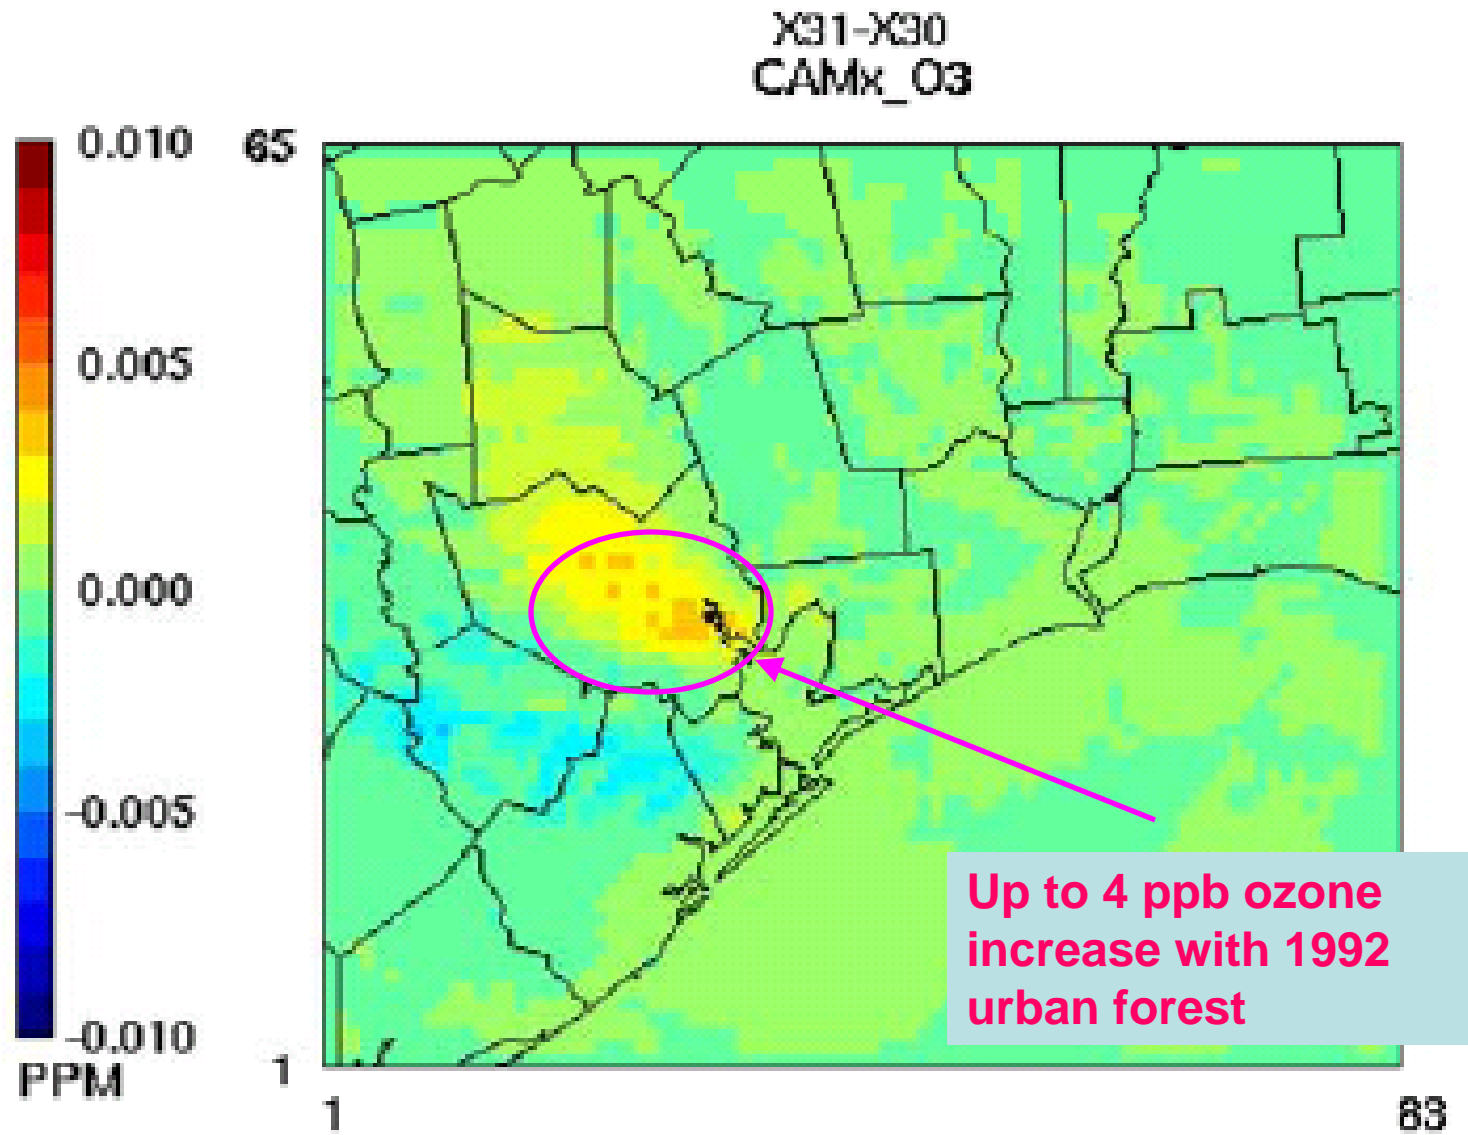 X31-X30
CAMx_O3
0.010
0.005
0.000
-0.005
-0.010
PPM
65
1
1
83
Up to 4 ppb ozone
increase with 1992
urban forest